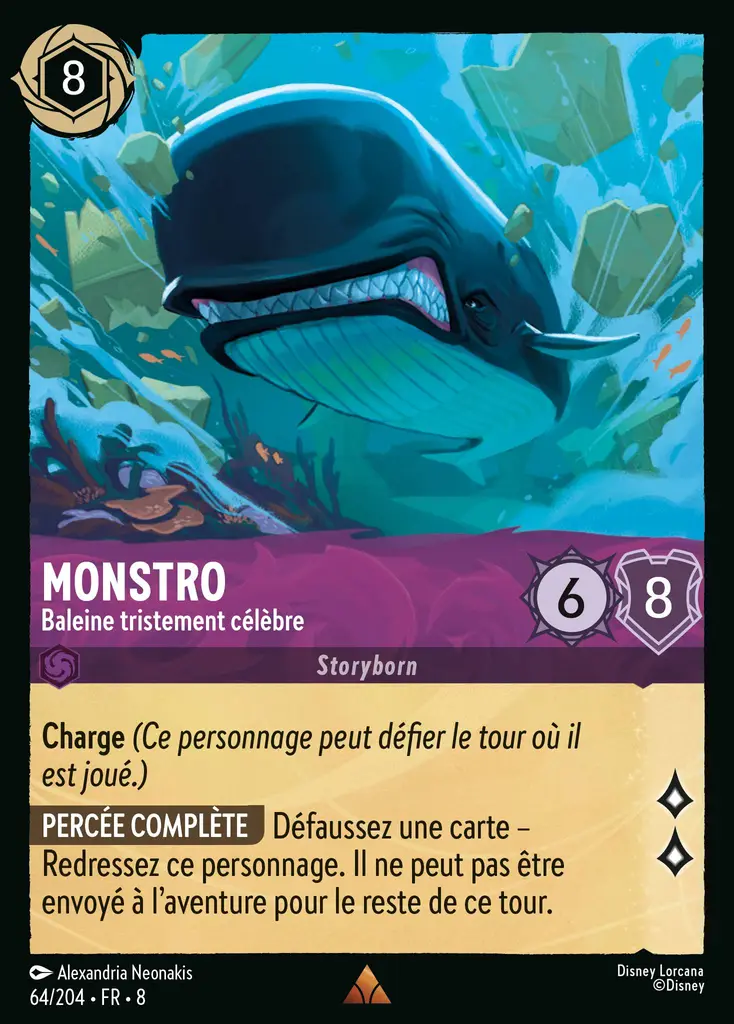 8
MONSTRO
Baleine tristement célèbre
6
8
Storyborn
Charge (Ce personnage peut défier le tour où il
est joué.)
PERCÉE COMPLÈTE Défaussez une carte –
Redressez ce personnage. Il ne peut pas être
envoyé à l'aventure pour le reste de ce tour.
Alexandria Neonakis
64/204 • FR • 8
Disney Lorcana
©Disney